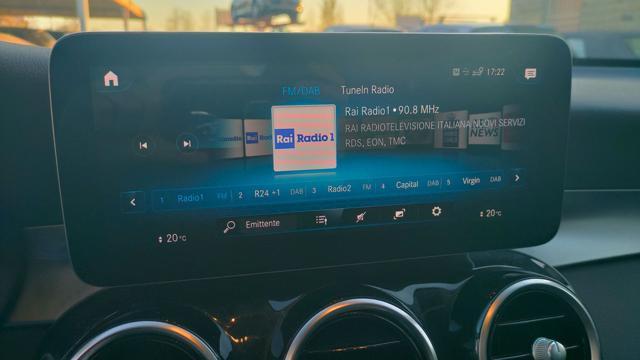 17:22
FM/DAB TuneIn Radio
Rai Radio1 • 90.8 MHz
RAI RADIOTELEVISIONE ITALIANA NUOVI SERVIZI
RDS, EON, TMC
Rai Radio 1
NEWS
1 Radio1 FM 2 R24 +1 DAB 3 Radio2 FM 4 Capital DAB 5 Virgin DAB
Emittente
20°C
20°C